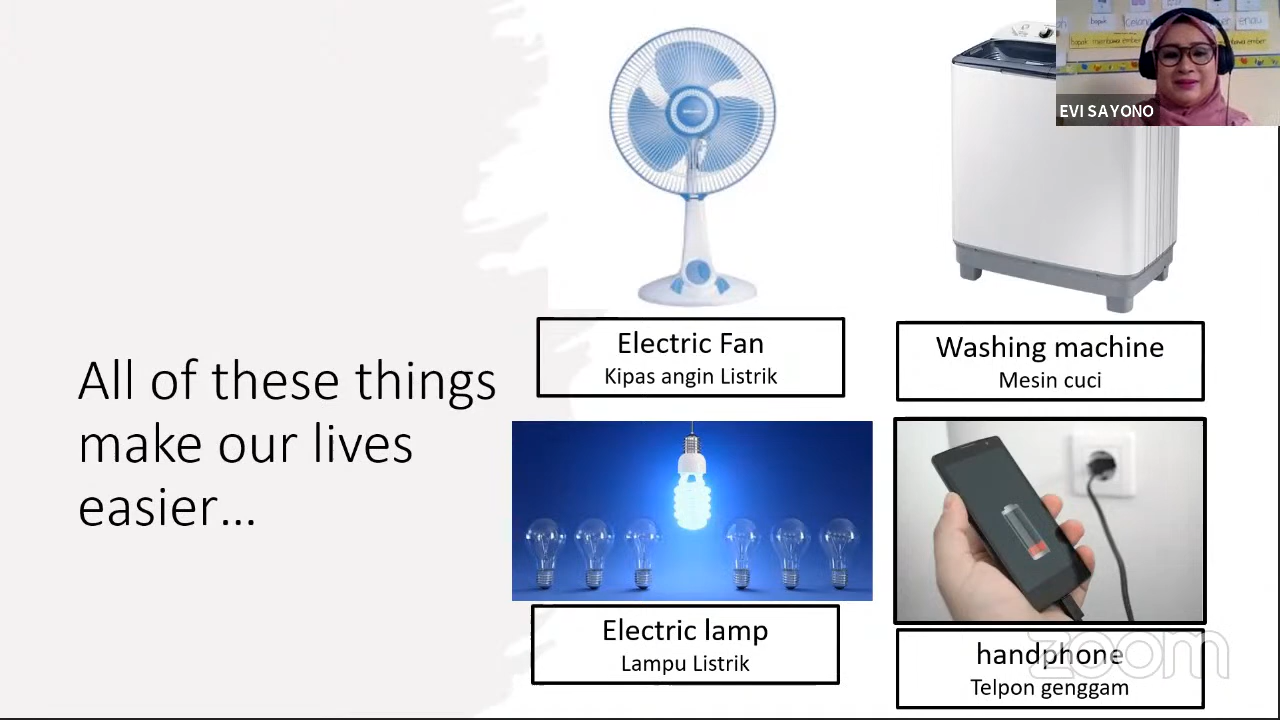 All of these things
make our lives
easier...
Electric Fan
Kipas angin Listrik
Washing machine
Mesin cuci
Electric lamp
Lampu Listrik
handphone
Telpon genggam
EVI SAYONO
bapak
zoom